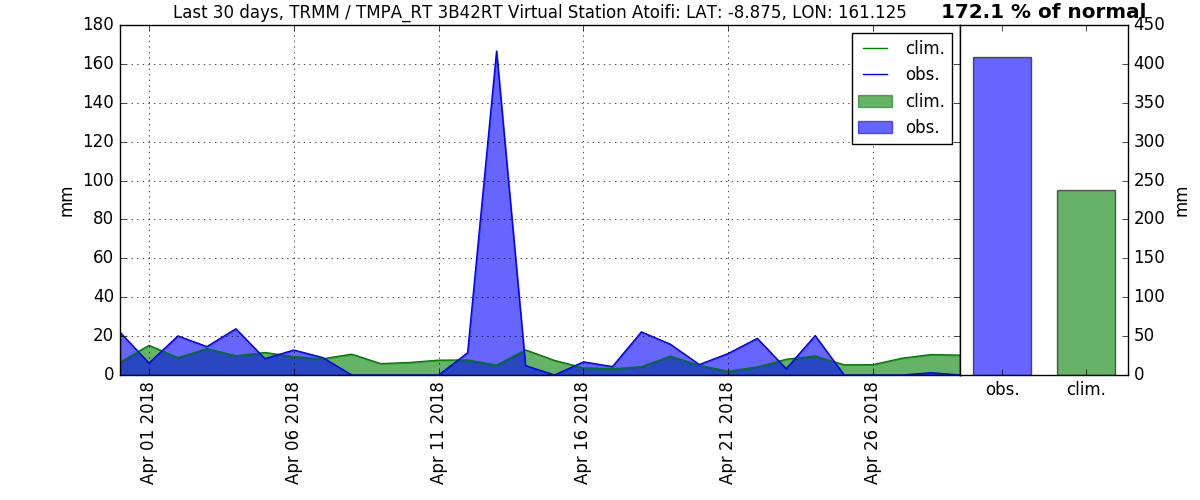 Last 30 days, TRMM / TMPA_RT 3B42RT Virtual Station Atoifi: LAT: -8.875, LON: 161.125
172.1 % of normal
180
160
140
120
100
80
60
40
20
0
mm
clim.
obs.
clim.
obs.
Apr 01 2018
Apr 06 2018
Apr 11 2018
Apr 16 2018
Apr 21 2018
Apr 26 2018
450
400
350
300
250
200
150
100
50
0
mm
obs.
clim.